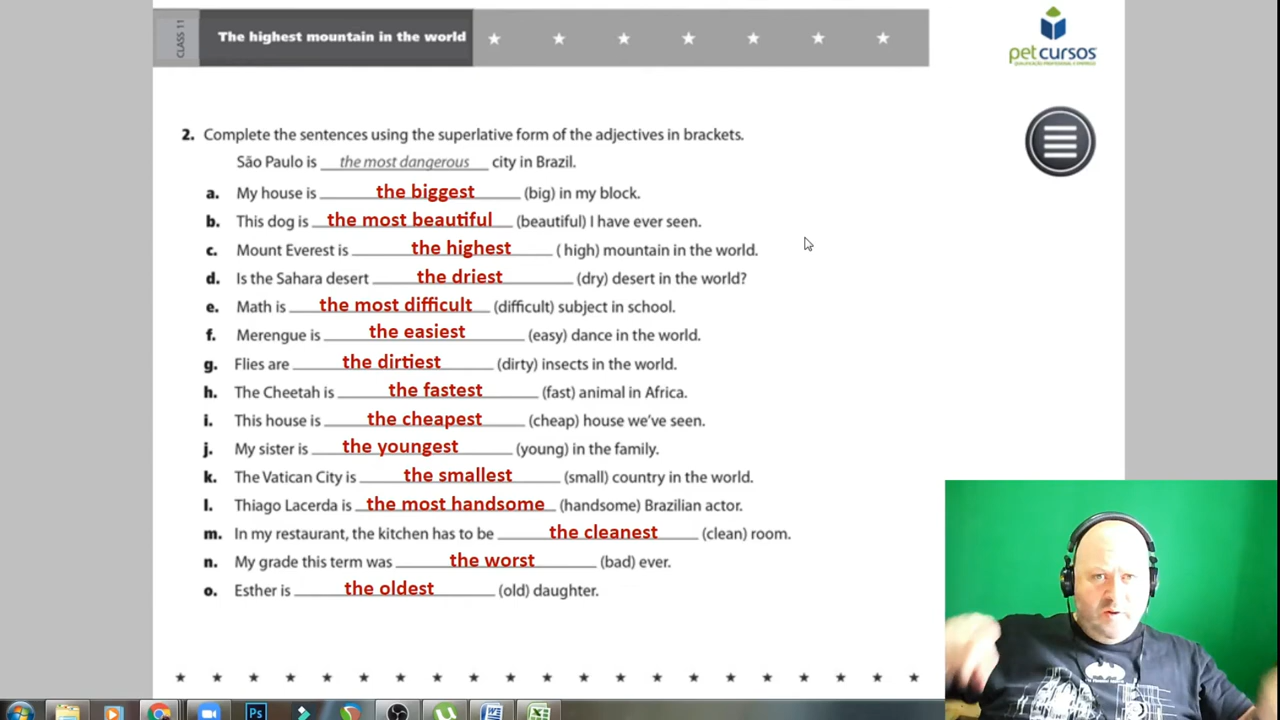 CLASS 11
The highest mountain in the world
pet cursos
2. Complete the sentences using the superlative form of the adjectives in brackets.
São Paulo is the most dangerous city in Brazil.
a. My house is the biggest (big) in my block.
b. This dog is the most beautiful (beautiful) I have ever seen.
c. Mount Everest is the highest ( high) mountain in the world.
d. Is the Sahara desert the driest (dry) desert in the world?
e. Math is the most difficult (difficult) subject in school.
f. Merengue is the easiest (easy) dance in the world.
g. Flies are the dirtiest (dirty) insects in the world.
h. The Cheetah is the fastest (fast) animal in Africa.
i. This house is the cheapest (cheap) house we've seen.
j. My sister is the youngest (young) in the family.
k. The Vatican City is the smallest (small) country in the world.
l. Thiago Lacerda is the most handsome (handsome) Brazilian actor.
m. In my restaurant, the kitchen has to be the cleanest (clean) room.
n. My grade this term was the worst (bad) ever.
o. Esther is the oldest (old) daughter.
Ps